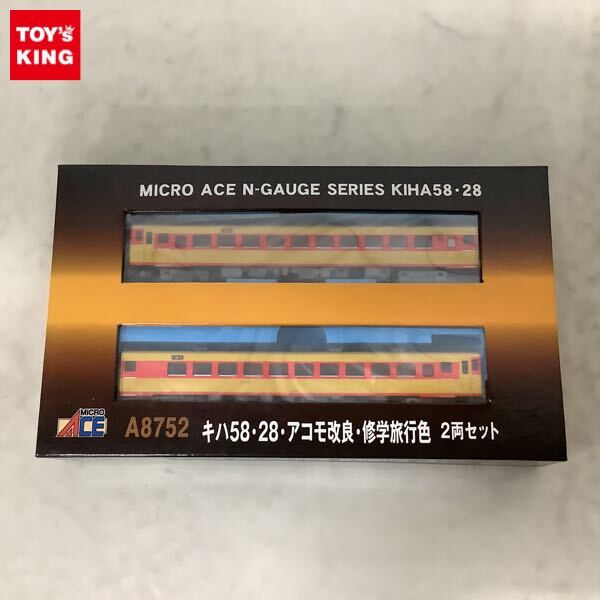 TOY's
KING
MICRO ACE N-GAUGE SERIES KIHA58・28
MICRO
ACE
A8752 キハ58・28・アコモ改良・修学旅行色 2両セット